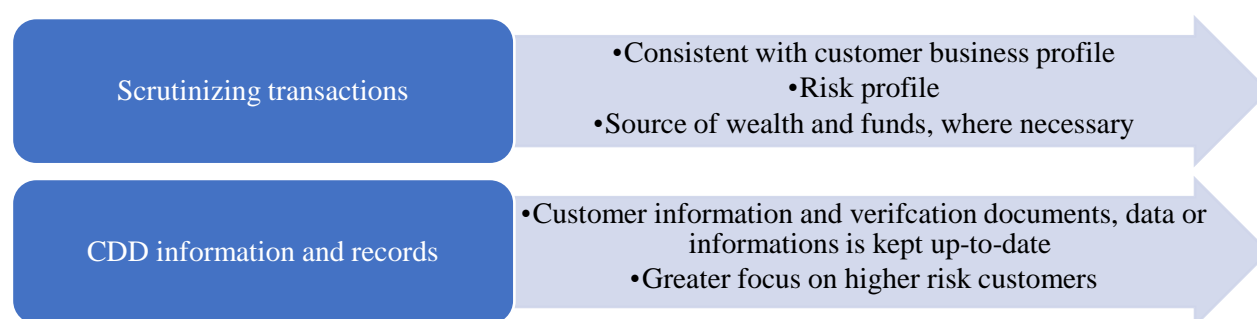 Scrutinizing transactions
•Consistent with customer business profile
•Risk profile
•Source of wealth and funds, where necessary
CDD information and records
•Customer information and verifcation documents, data or
informations is kept up-to-date
•Greater focus on higher risk customers